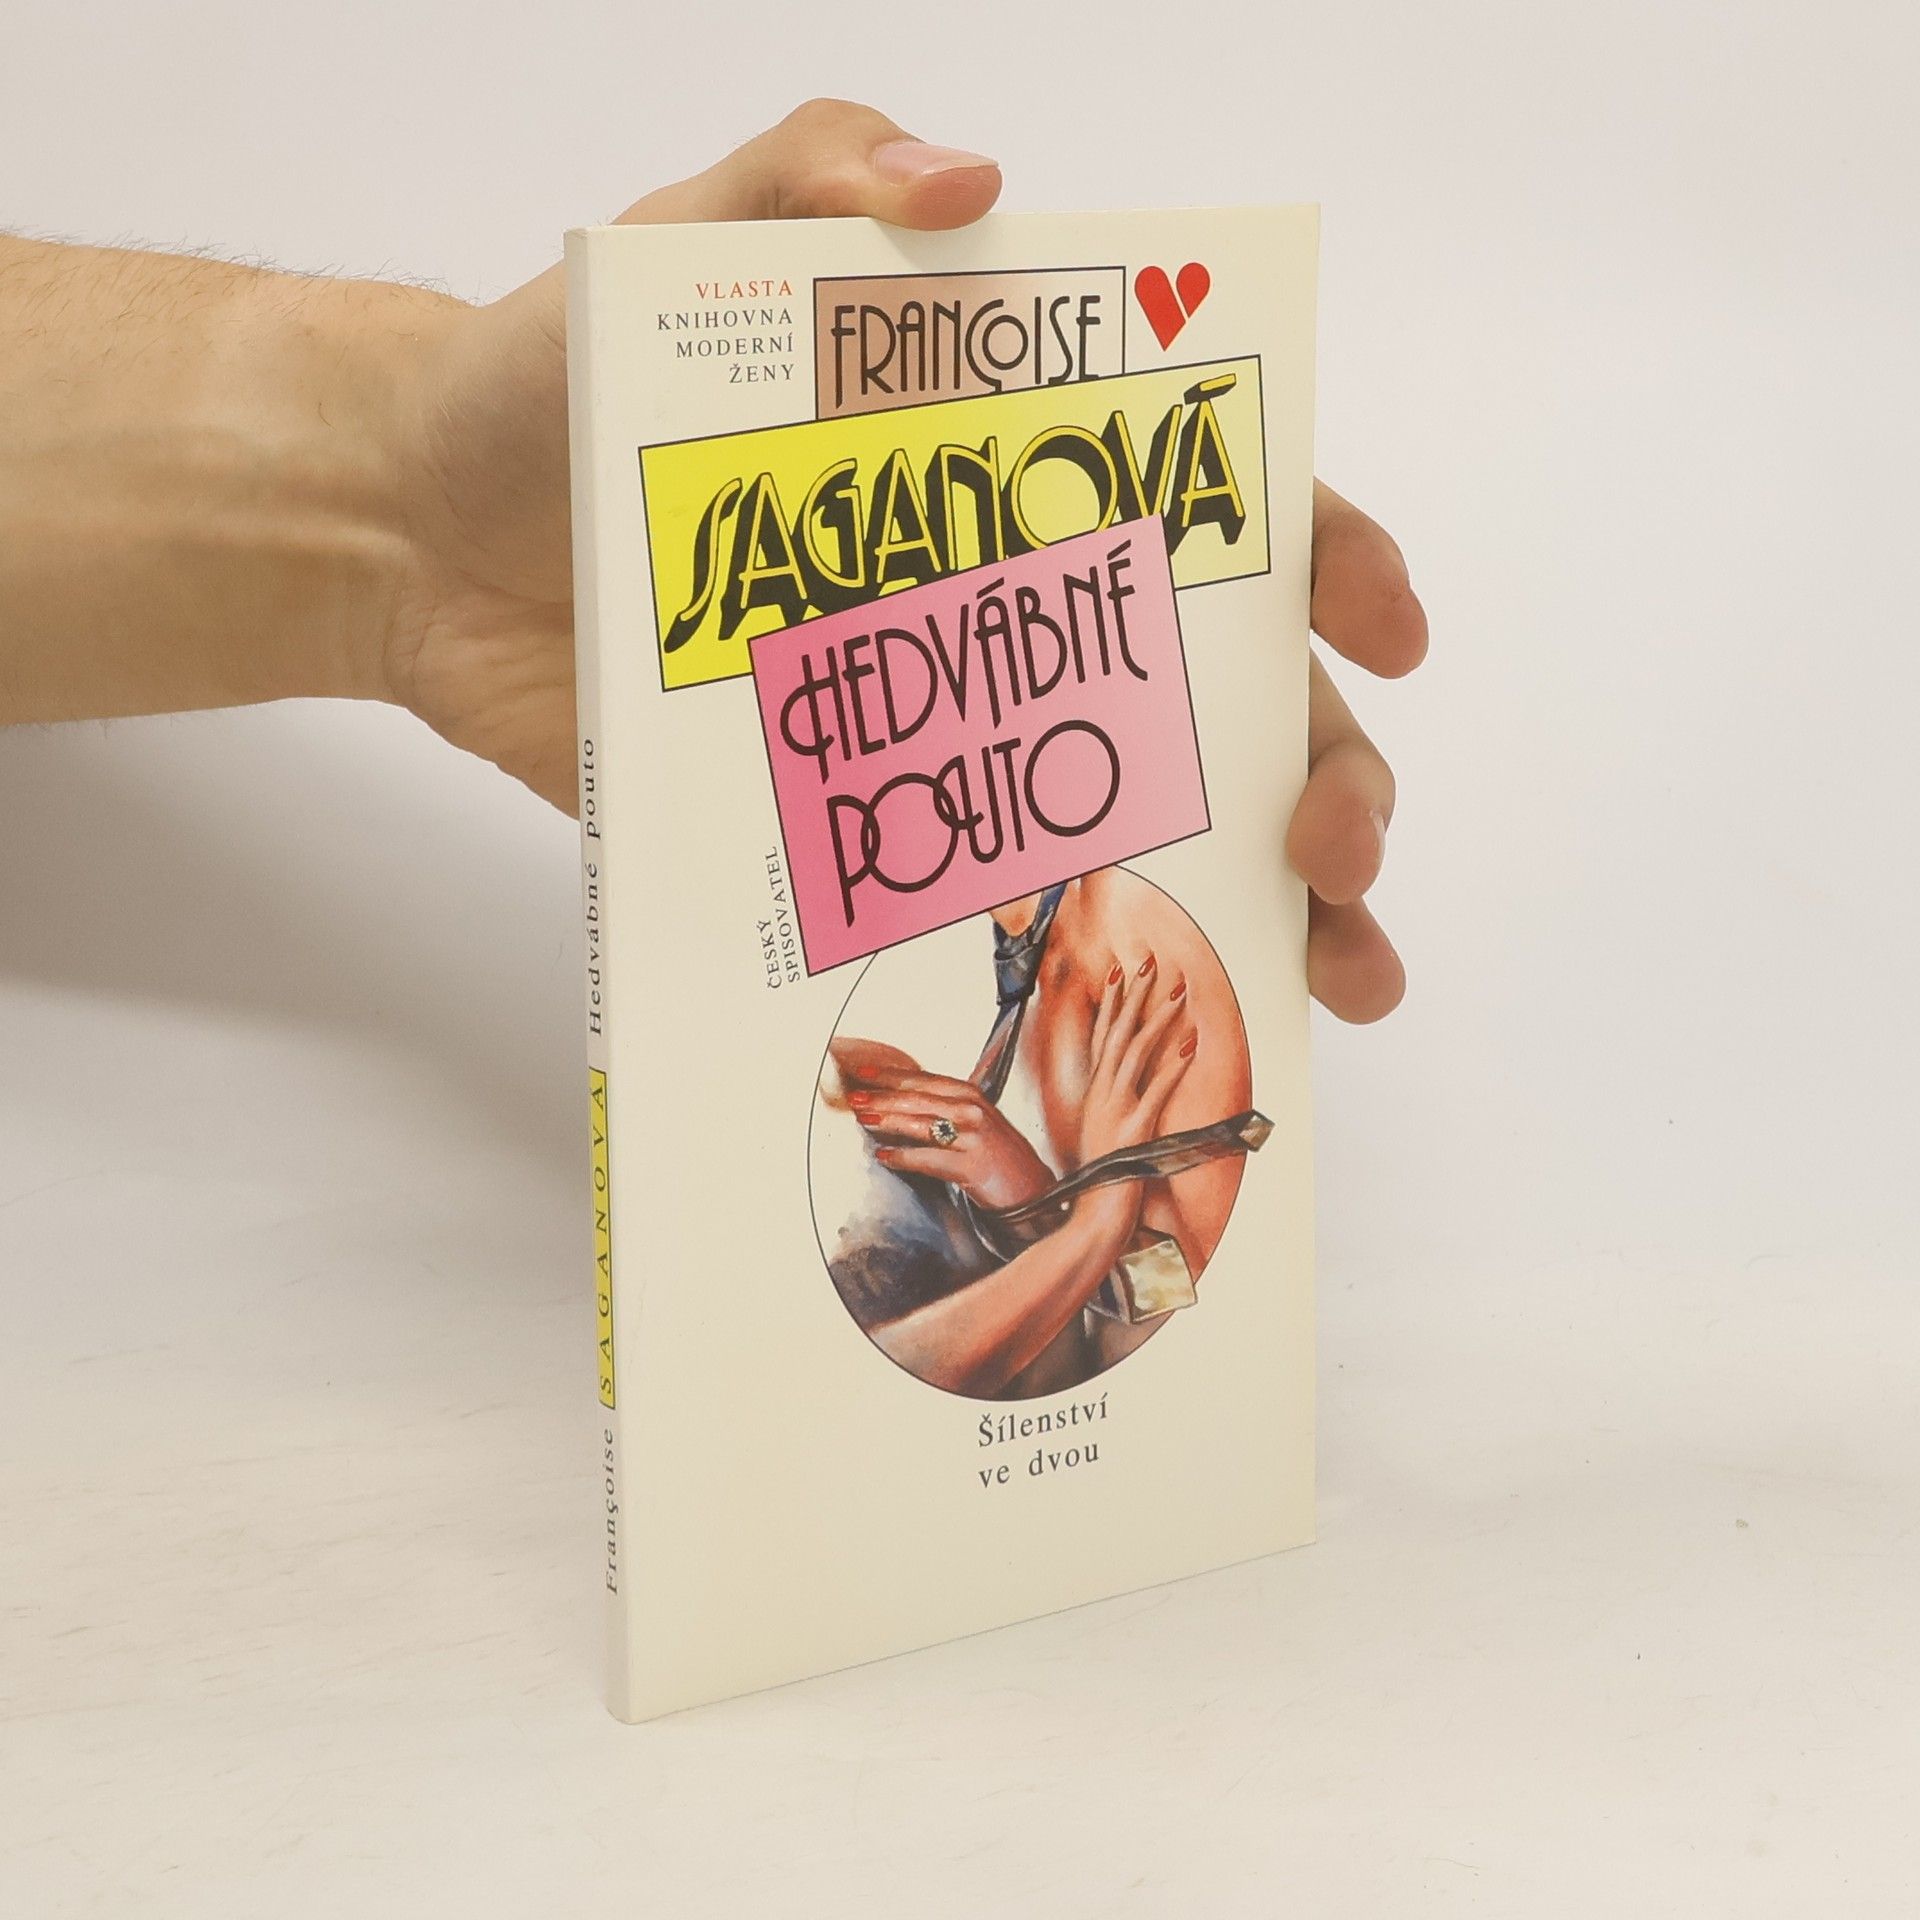 VLASTA
KNIHOVNA
MODERNÍ
ŽENY
FRANÇOISE
SAGANOVÁ
HEDVÁBNÉ
POUTO
ČESKÝ
SPISOVATEL
Šílenství
ve dvou
Françoise SAGANOVÁ Hedvábné pouto